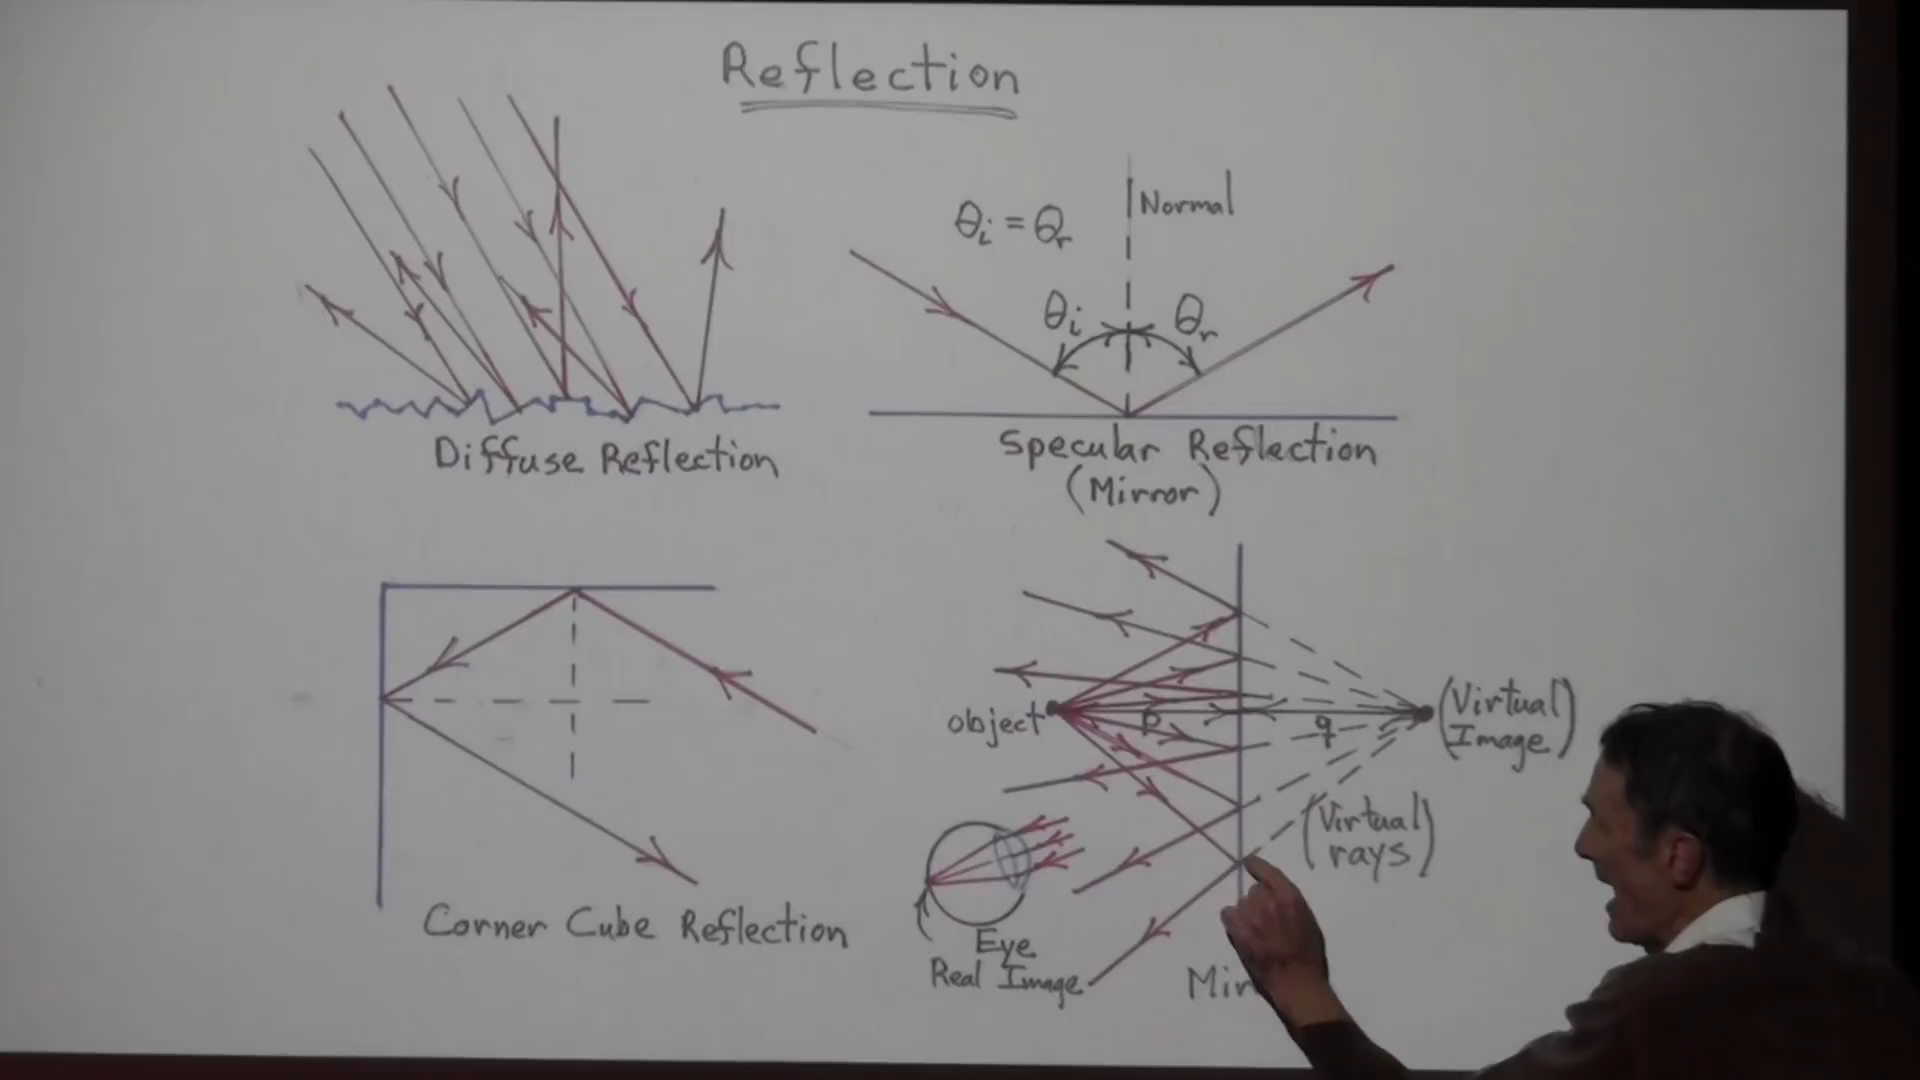 Reflection
Normal
θi = θr
θi
θr
Diffuse Reflection
Specular Reflection
(Mirror)
Corner Cube Reflection
object
p
q
(Virtual
Image)
(Virtual
rays)
Eye
Real Image